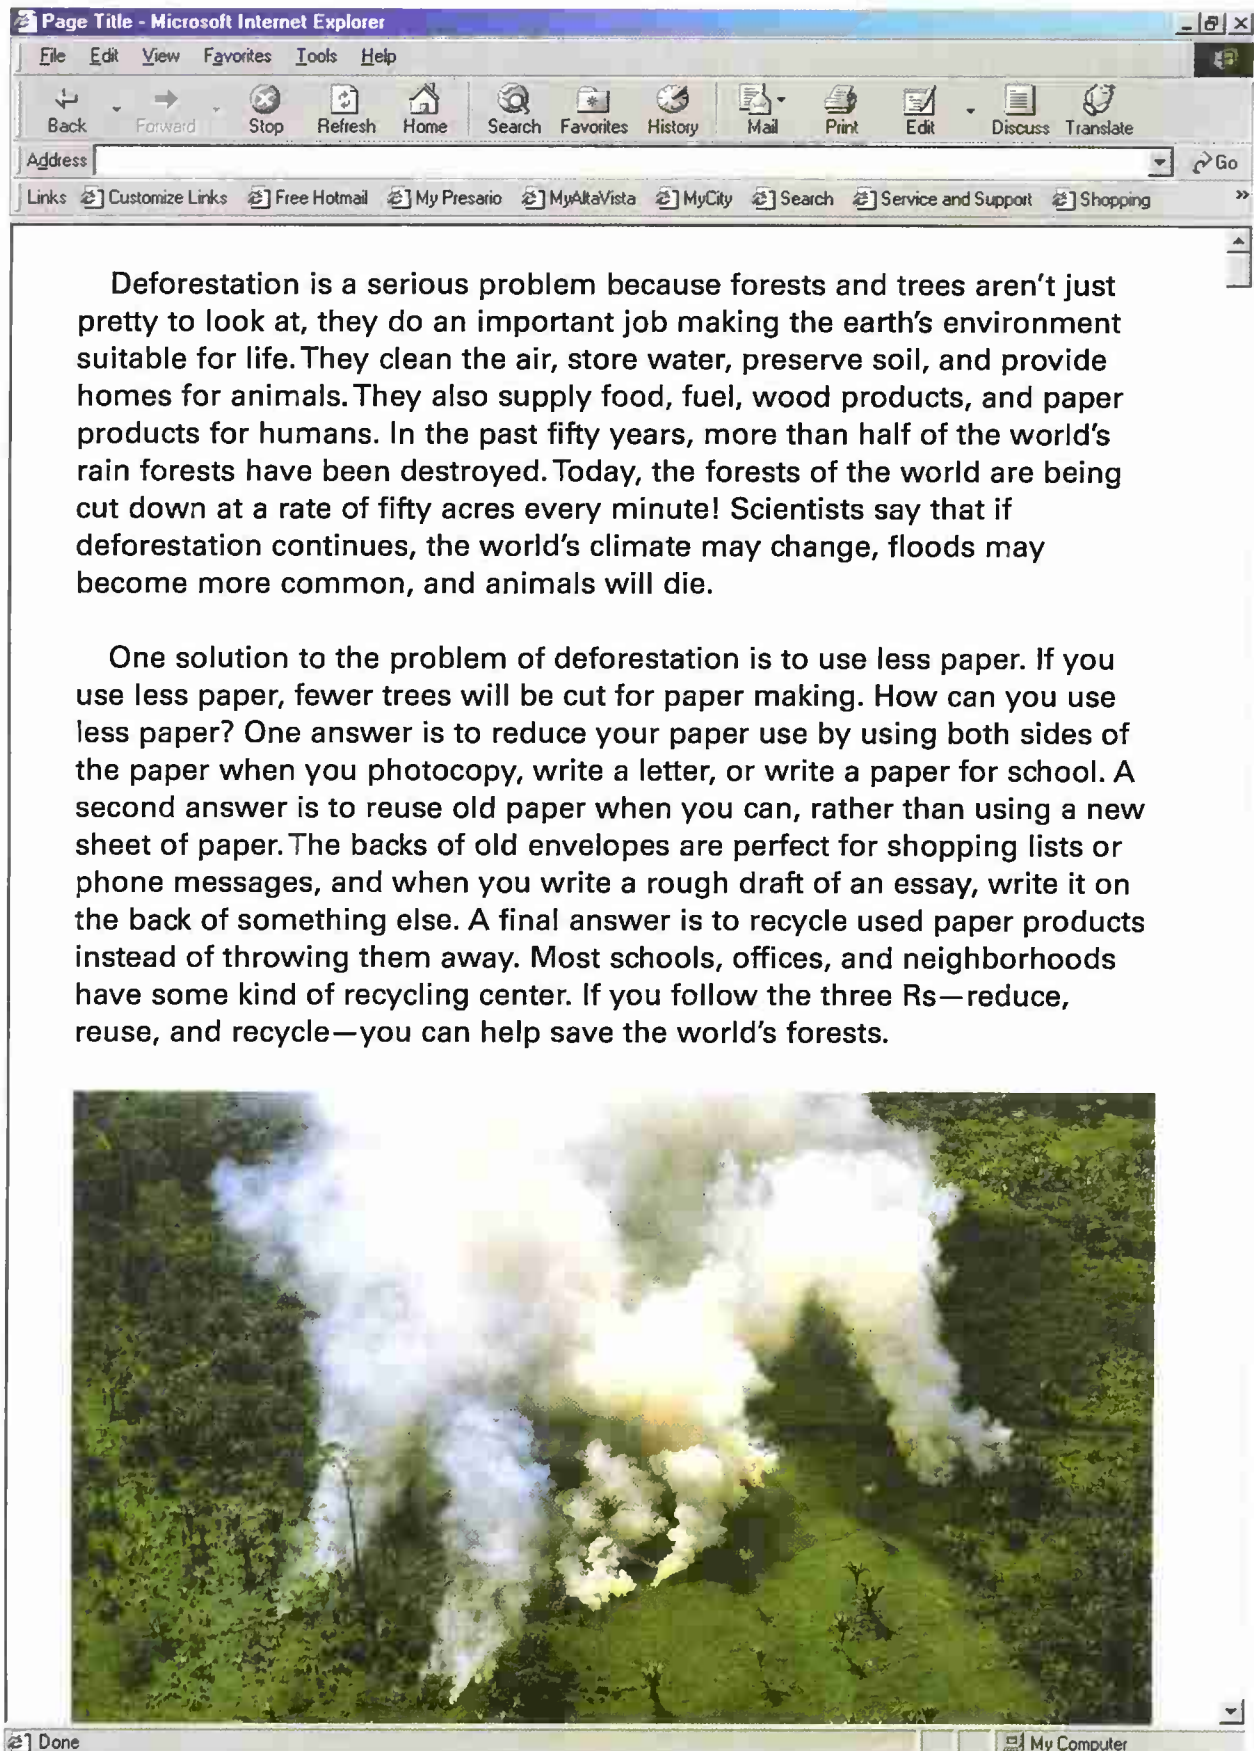 Page Title - Microsoft Internet Explorer
File Edit View Favorites Tools Help
Back Forward Stop Refresh Home Search Favorites History Mail Print Edit Discuss Translate
Address Go
Links Customize Links Free Hotmail My Presario MyAltaVista MyCity Search Service and Support Shopping »
Deforestation is a serious problem because forests and trees aren't just
pretty to look at, they do an important job making the earth's environment
suitable for life. They clean the air, store water, preserve soil, and provide
homes for animals. They also supply food, fuel, wood products, and paper
products for humans. In the past fifty years, more than half of the world's
rain forests have been destroyed. Today, the forests of the world are being
cut down at a rate of fifty acres every minute! Scientists say that if
deforestation continues, the world's climate may change, floods may
become more common, and animals will die.
One solution to the problem of deforestation is to use less paper. If you
use less paper, fewer trees will be cut for paper making. How can you use
less paper? One answer is to reduce your paper use by using both sides of
the paper when you photocopy, write a letter, or write a paper for school. A
second answer is to reuse old paper when you can, rather than using a new
sheet of paper. The backs of old envelopes are perfect for shopping lists or
phone messages, and when you write a rough draft of an essay, write it on
the back of something else. A final answer is to recycle used paper products
instead of throwing them away. Most schools, offices, and neighborhoods
have some kind of recycling center. If you follow the three Rs—reduce,
reuse, and recycle—you can help save the world's forests.
Done My Computer